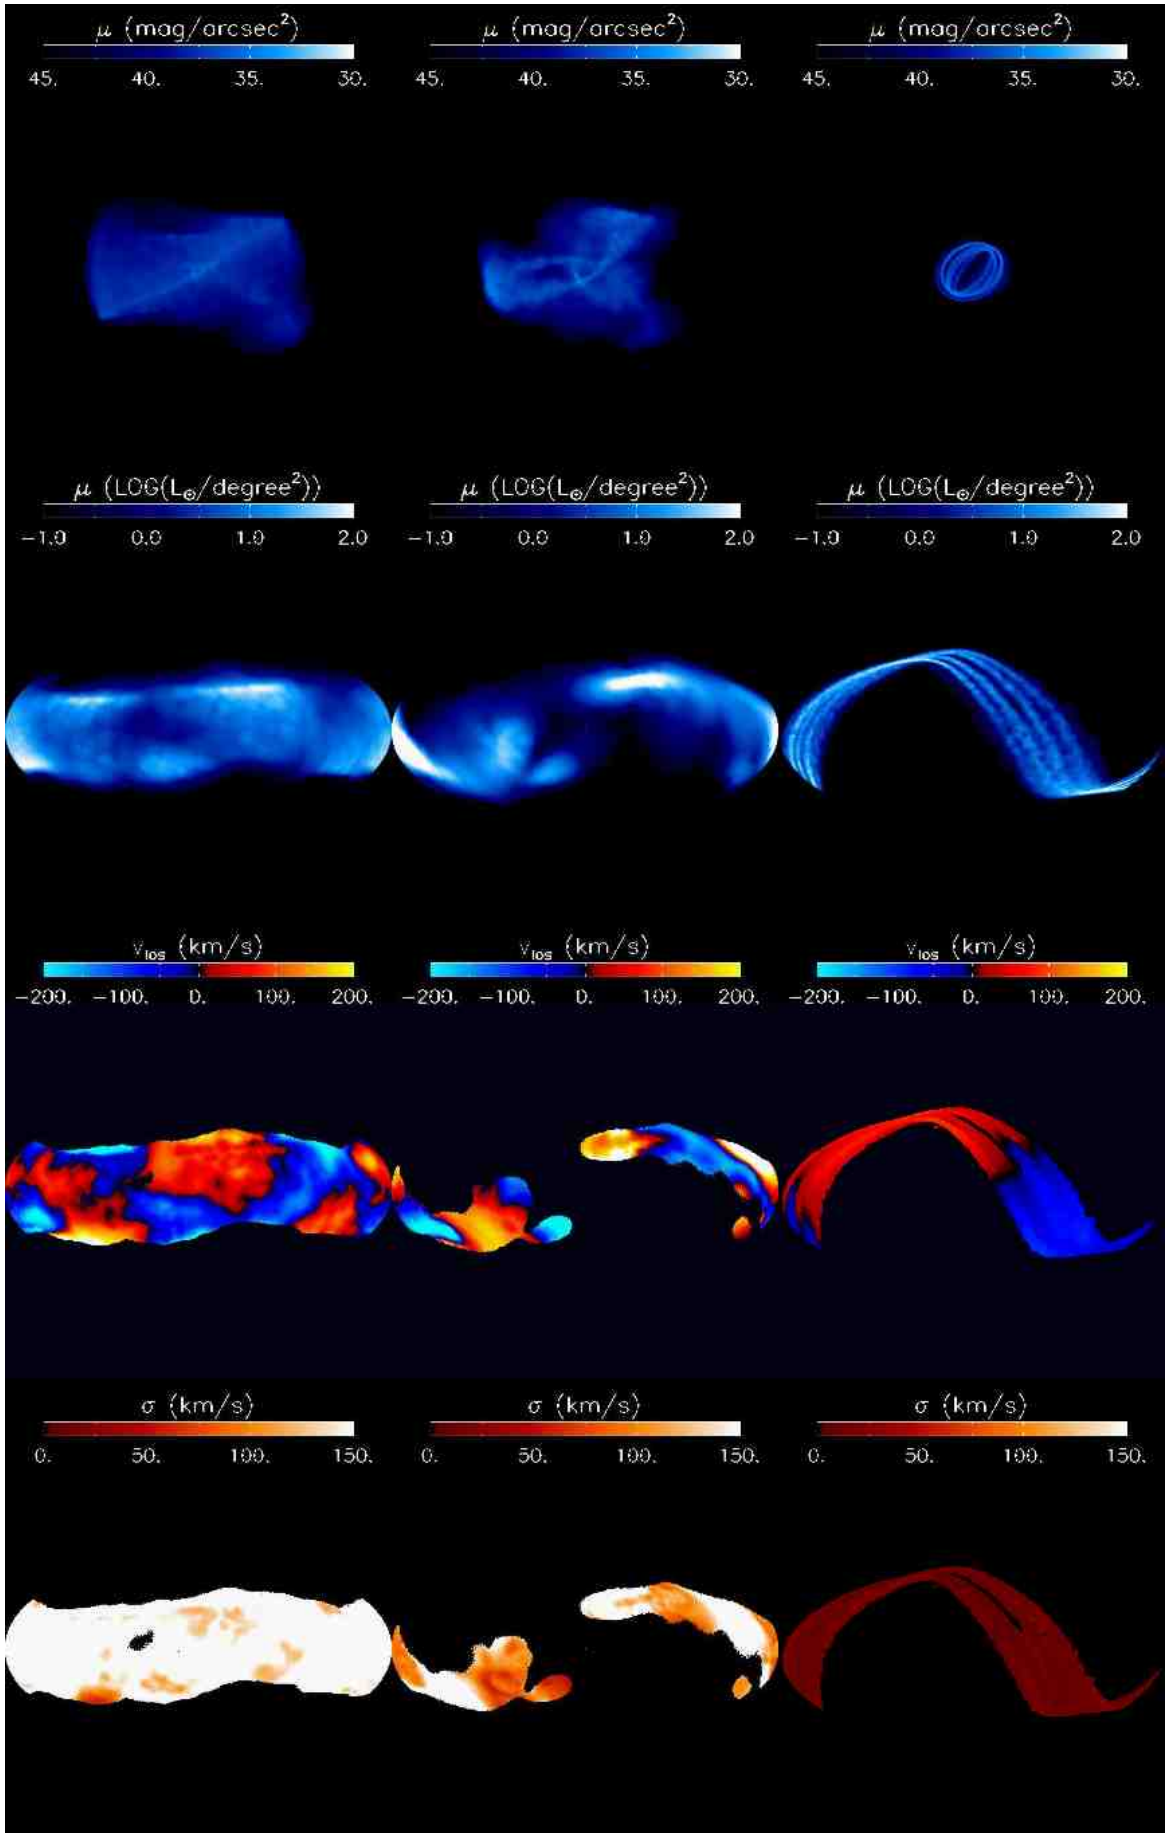 μ (mag/arcsec²) μ (mag/arcsec²) μ (mag/arcsec²)
45. 40. 35. 30. 45. 40. 35. 30. 45. 40. 35. 30.
μ (LOG(L⊙/degree²)) μ (LOG(L⊙/degree²)) μ (LOG(L⊙/degree²))
−1.0 0.0 1.0 2.0 −1.0 0.0 1.0 2.0 −1.0 0.0 1.0 2.0
v_los (km/s) v_los (km/s) v_los (km/s)
−200. −100. 0. 100. 200. −200. −100. 0. 100. 200. −200. −100. 0. 100. 200.
σ (km/s) σ (km/s) σ (km/s)
0. 50. 100. 150. 0. 50. 100. 150. 0. 50. 100. 150.